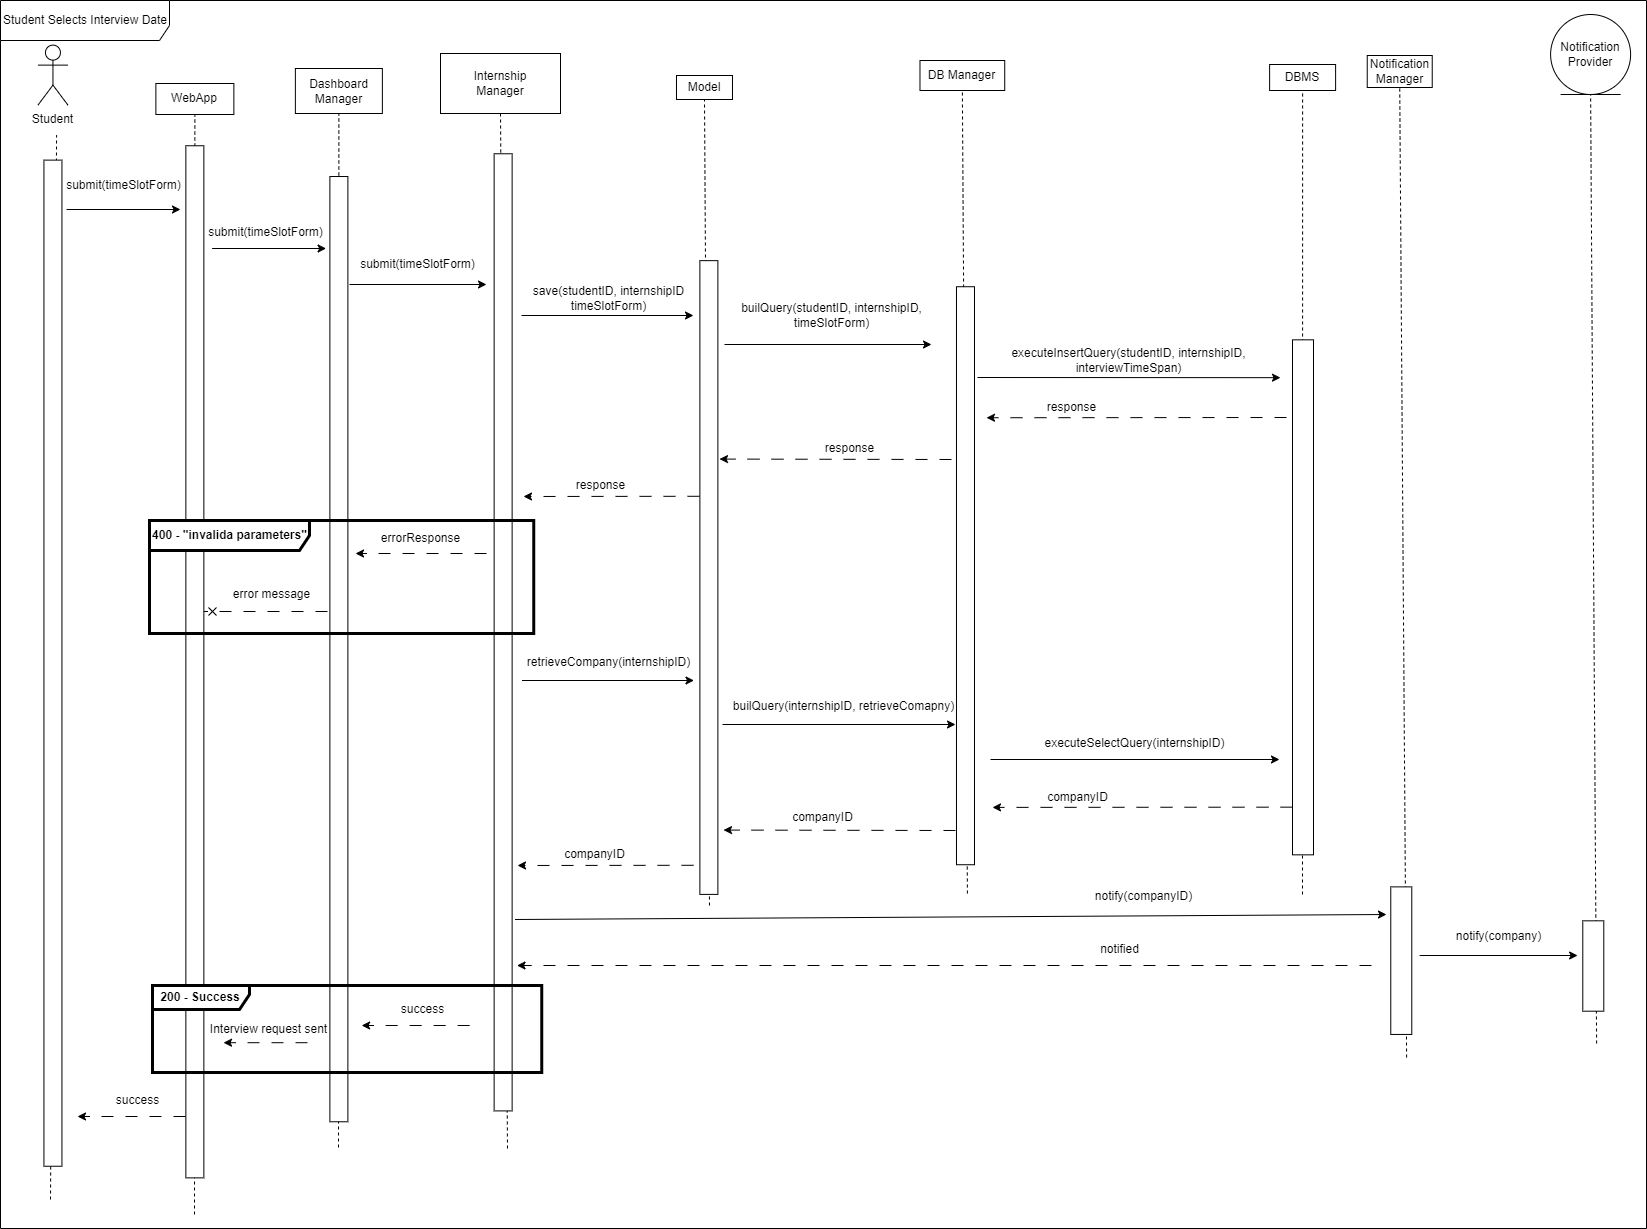 Student Selects Interview Date
Student
WebApp
Dashboard
Manager
Internship
Manager
Model
DB Manager
DBMS
Notification
Manager
Notification
Provider
submit(timeSlotForm)
submit(timeSlotForm)
submit(timeSlotForm)
save(studentID, internshipID
timeSlotForm)
builQuery(studentID, internshipID,
timeSlotForm)
executeInsertQuery(studentID, internshipID,
interviewTimeSpan)
response
response
response
400 - "invalida parameters"
errorResponse
error message
retrieveCompany(internshipID)
builQuery(internshipID, retrieveComapny)
executeSelectQuery(internshipID)
companyID
companyID
companyID
notify(companyID)
notify(company)
notified
200 - Success
success
Interview request sent
success